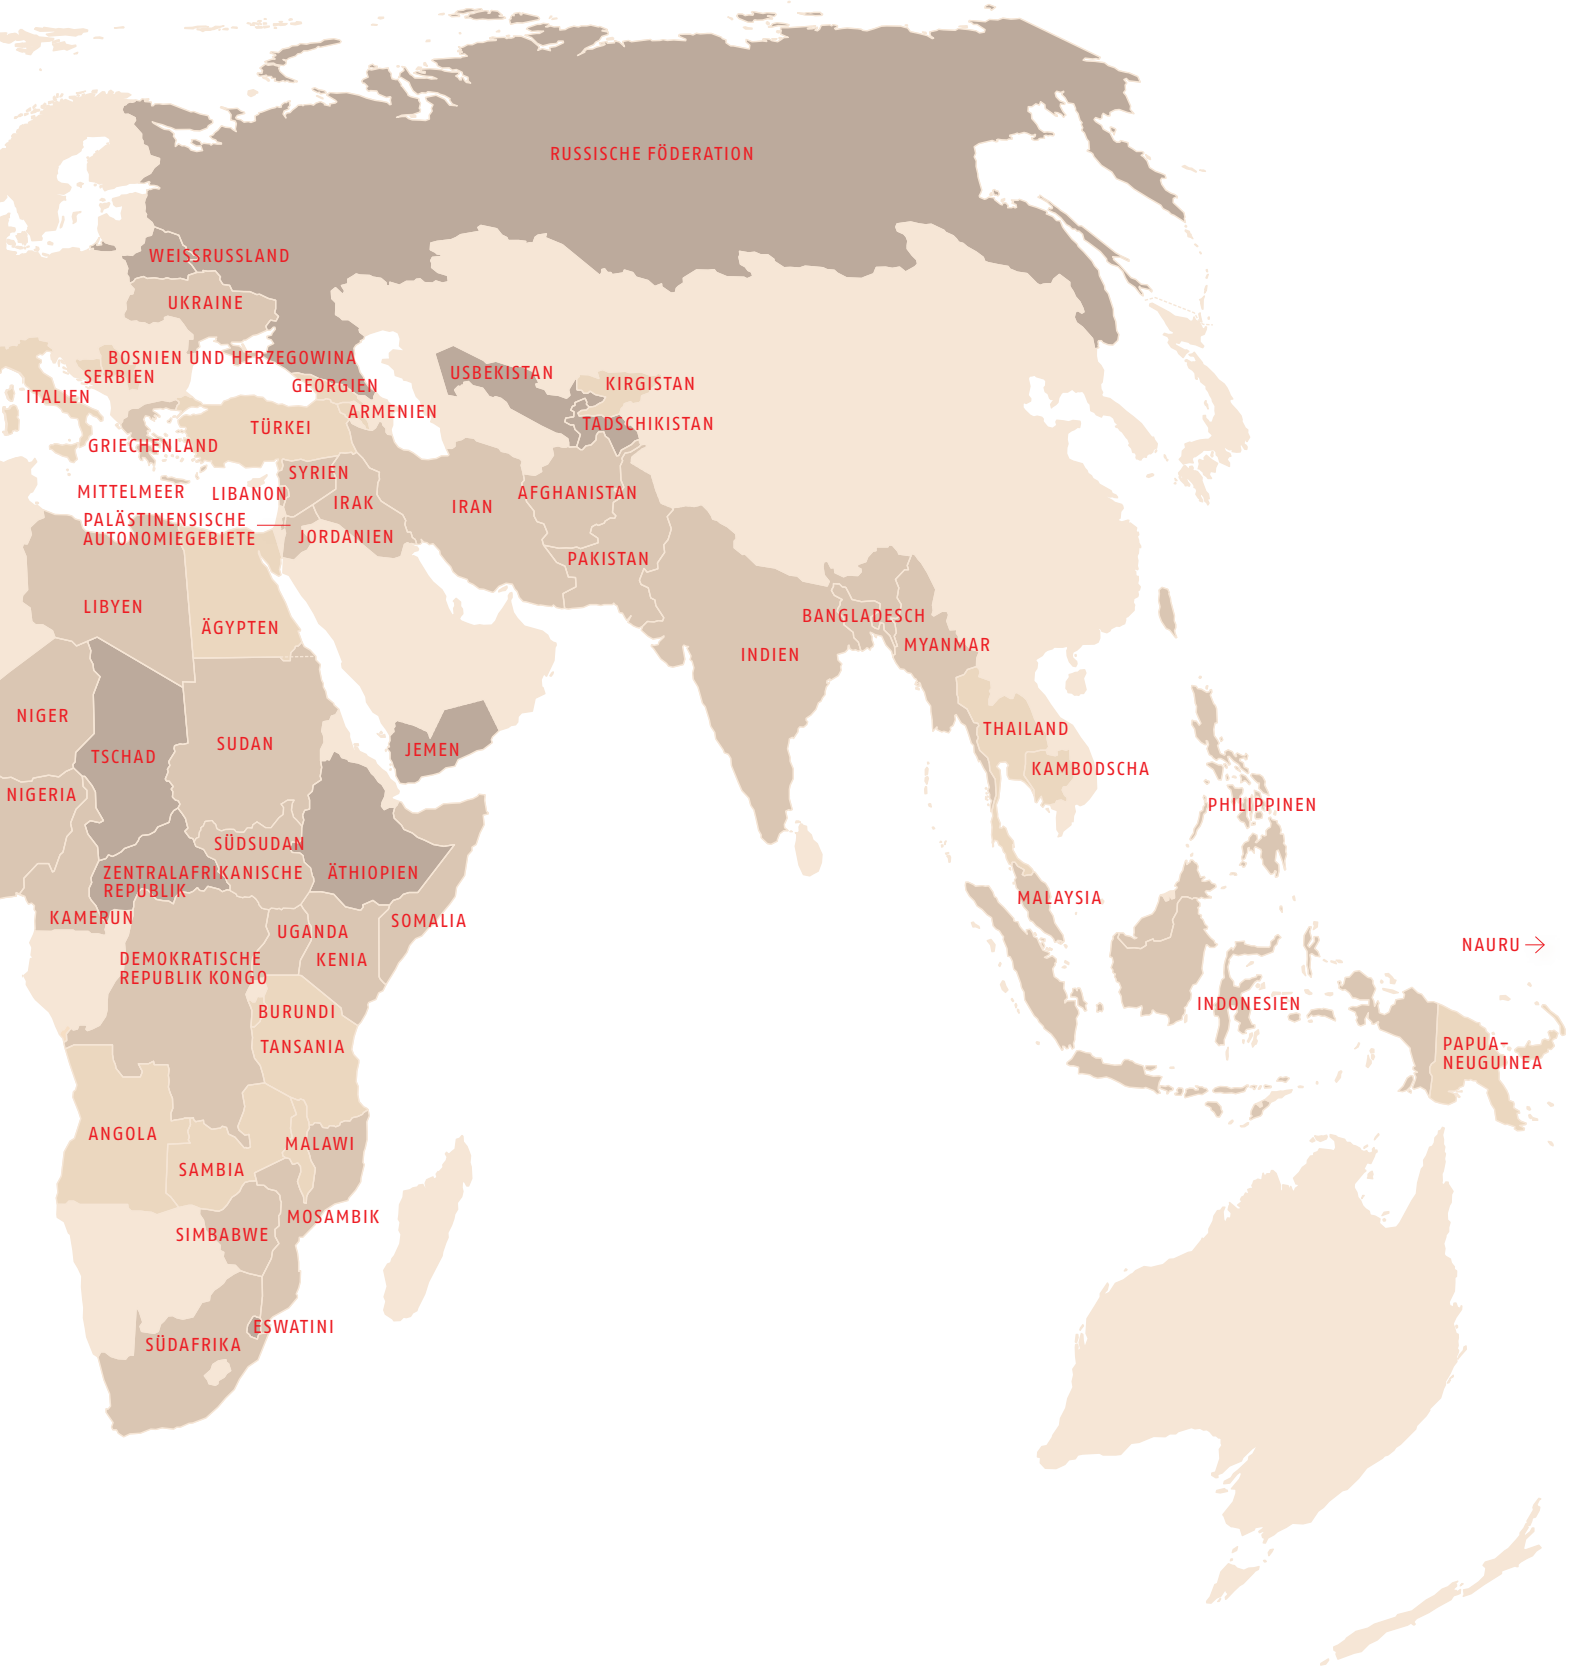 RUSSISCHE FÖDERATION
WEISSRUSSLAND
UKRAINE
BOSNIEN UND HERZEGOWINA
SERBIEN
USBEKISTAN
GEORGIEN
KIRGISTAN
ITALIEN
ARMENIEN
TÜRKEI
TADSCHIKISTAN
GRIECHENLAND
SYRIEN
MITTELMEER
LIBANON
AFGHANISTAN
IRAK
IRAN
PALÄSTINENSISCHE
AUTONOMIEGEBIETE
JORDANIEN
PAKISTAN
LIBYEN
BANGLADESCH
ÄGYPTEN
MYANMAR
INDIEN
NIGER
THAILAND
SUDAN
JEMEN
TSCHAD
KAMBODSCHA
NIGERIA
PHILIPPINEN
SÜDSUDAN
ZENTRALAFRIKANISCHE
REPUBLIK
ÄTHIOPIEN
MALAYSIA
KAMERUN
SOMALIA
UGANDA
NAURU →
DEMOKRATISCHE
REPUBLIK KONGO
KENIA
INDONESIEN
BURUNDI
TANSANIA
PAPUA-
NEUGUINEA
ANGOLA
MALAWI
SAMBIA
MOSAMBIK
SIMBABWE
ESWATINI
SÜDAFRIKA